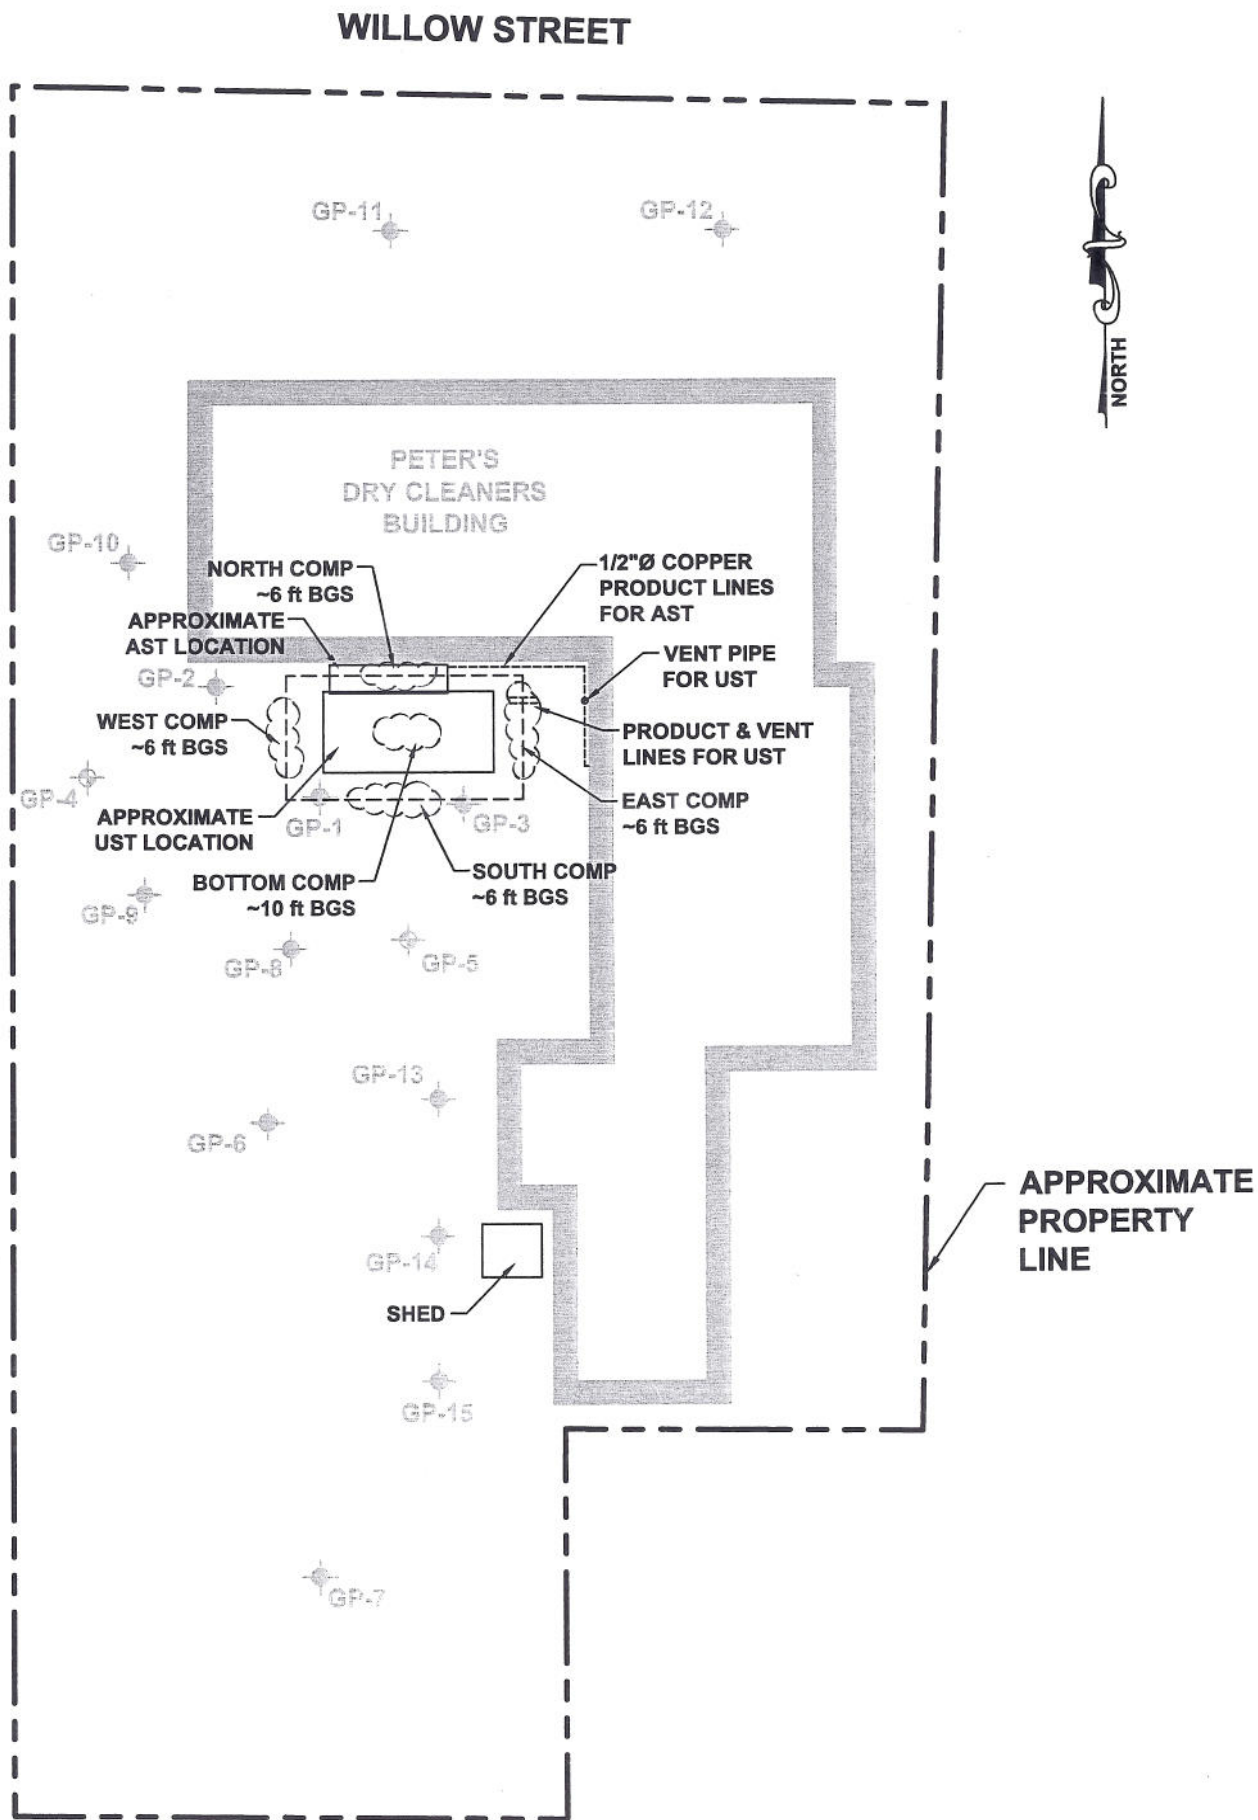 WILLOW STREET
GP-11
GP-12
NORTH
PETER'S
DRY CLEANERS
BUILDING
GP-10
NORTH COMP
~6 ft BGS
1/2"Ø COPPER
PRODUCT LINES
FOR AST
APPROXIMATE
AST LOCATION
VENT PIPE
FOR UST
GP-2
WEST COMP
~6 ft BGS
PRODUCT & VENT
LINES FOR UST
GP-4
EAST COMP
~6 ft BGS
APPROXIMATE
UST LOCATION
GP-1
GP-3
BOTTOM COMP
~10 ft BGS
SOUTH COMP
~6 ft BGS
GP-9
GP-8
GP-5
GP-13
GP-6
APPROXIMATE
PROPERTY
LINE
GP-14
SHED
GP-15
GP-7